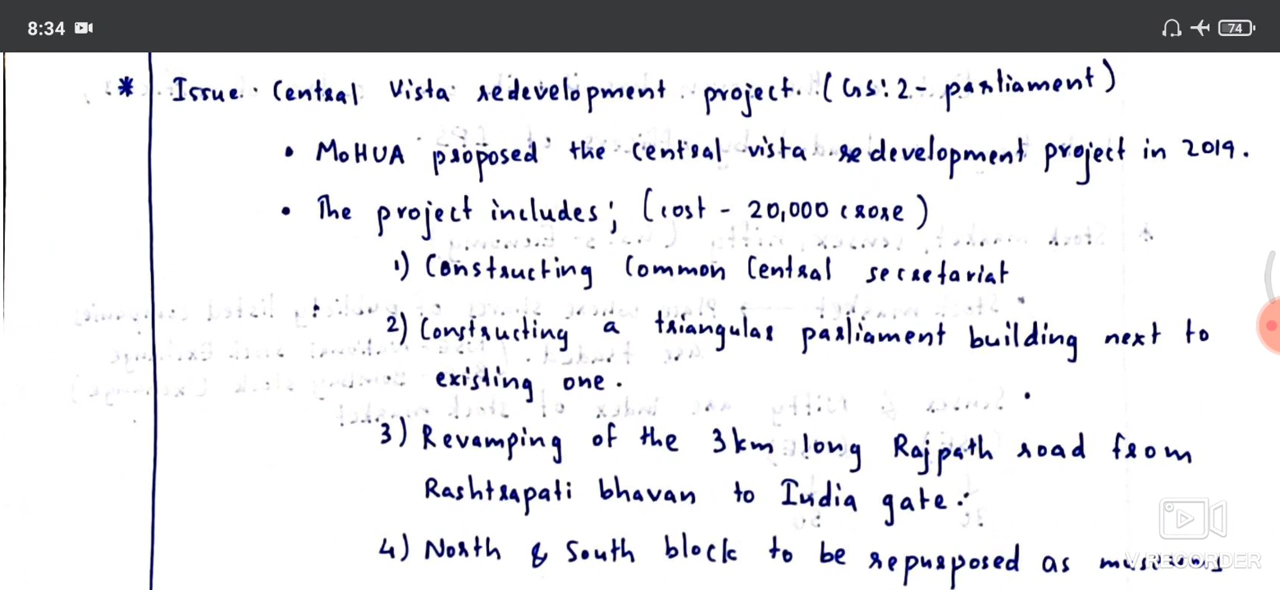 8:34
74
* Issue. Central Vista redevelopment project. (GS: 2 - parliament)
• MoHUA proposed the central vista redevelopment project in 2019.
• The project includes; (cost - 20,000 crore)
1) Constructing Common Central secretariat
2) Constructing a triangular parliament building next to
existing one.
3) Revamping of the 3km long Rajpath road from
Rashtrapati bhavan to India gate.
4) North & South block to be repurposed as museums
V RECORDER